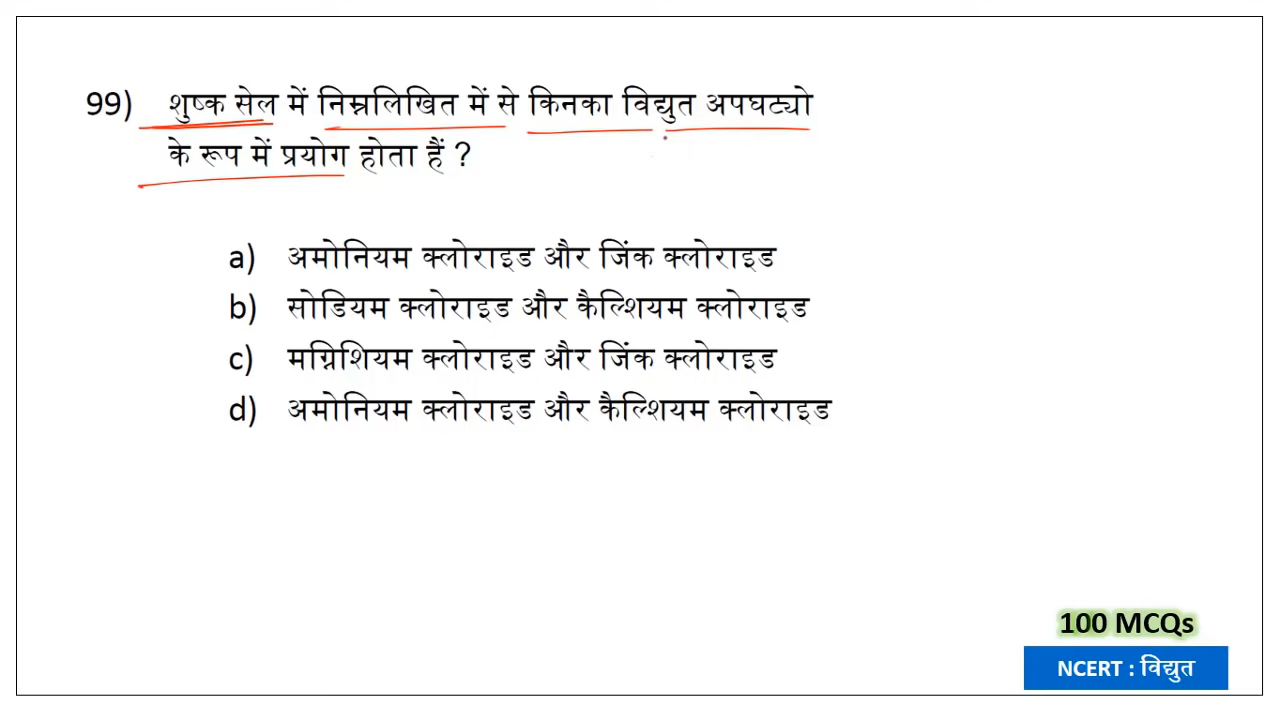 99) शुष्क सेल में निम्नलिखित में से किनका विद्युत अपघट्यो
के रूप में प्रयोग होता हैं ?
a) अमोनियम क्लोराइड और जिंक क्लोराइड
b) सोडियम क्लोराइड और कैल्शियम क्लोराइड
c) मग्निशियम क्लोराइड और जिंक क्लोराइड
d) अमोनियम क्लोराइड और कैल्शियम क्लोराइड
100 MCQs
NCERT : विद्युत